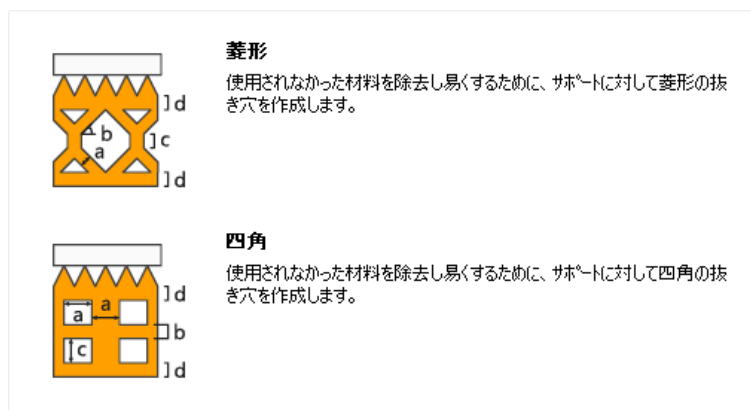 菱形
使用されなかった材料を除去し易くするために、サポートに対して菱形の抜
き穴を作成します。
d
b
c
a
d
四角
使用されなかった材料を除去し易くするために、サポートに対して四角の抜
き穴を作成します。
d
a
a
b
c
d